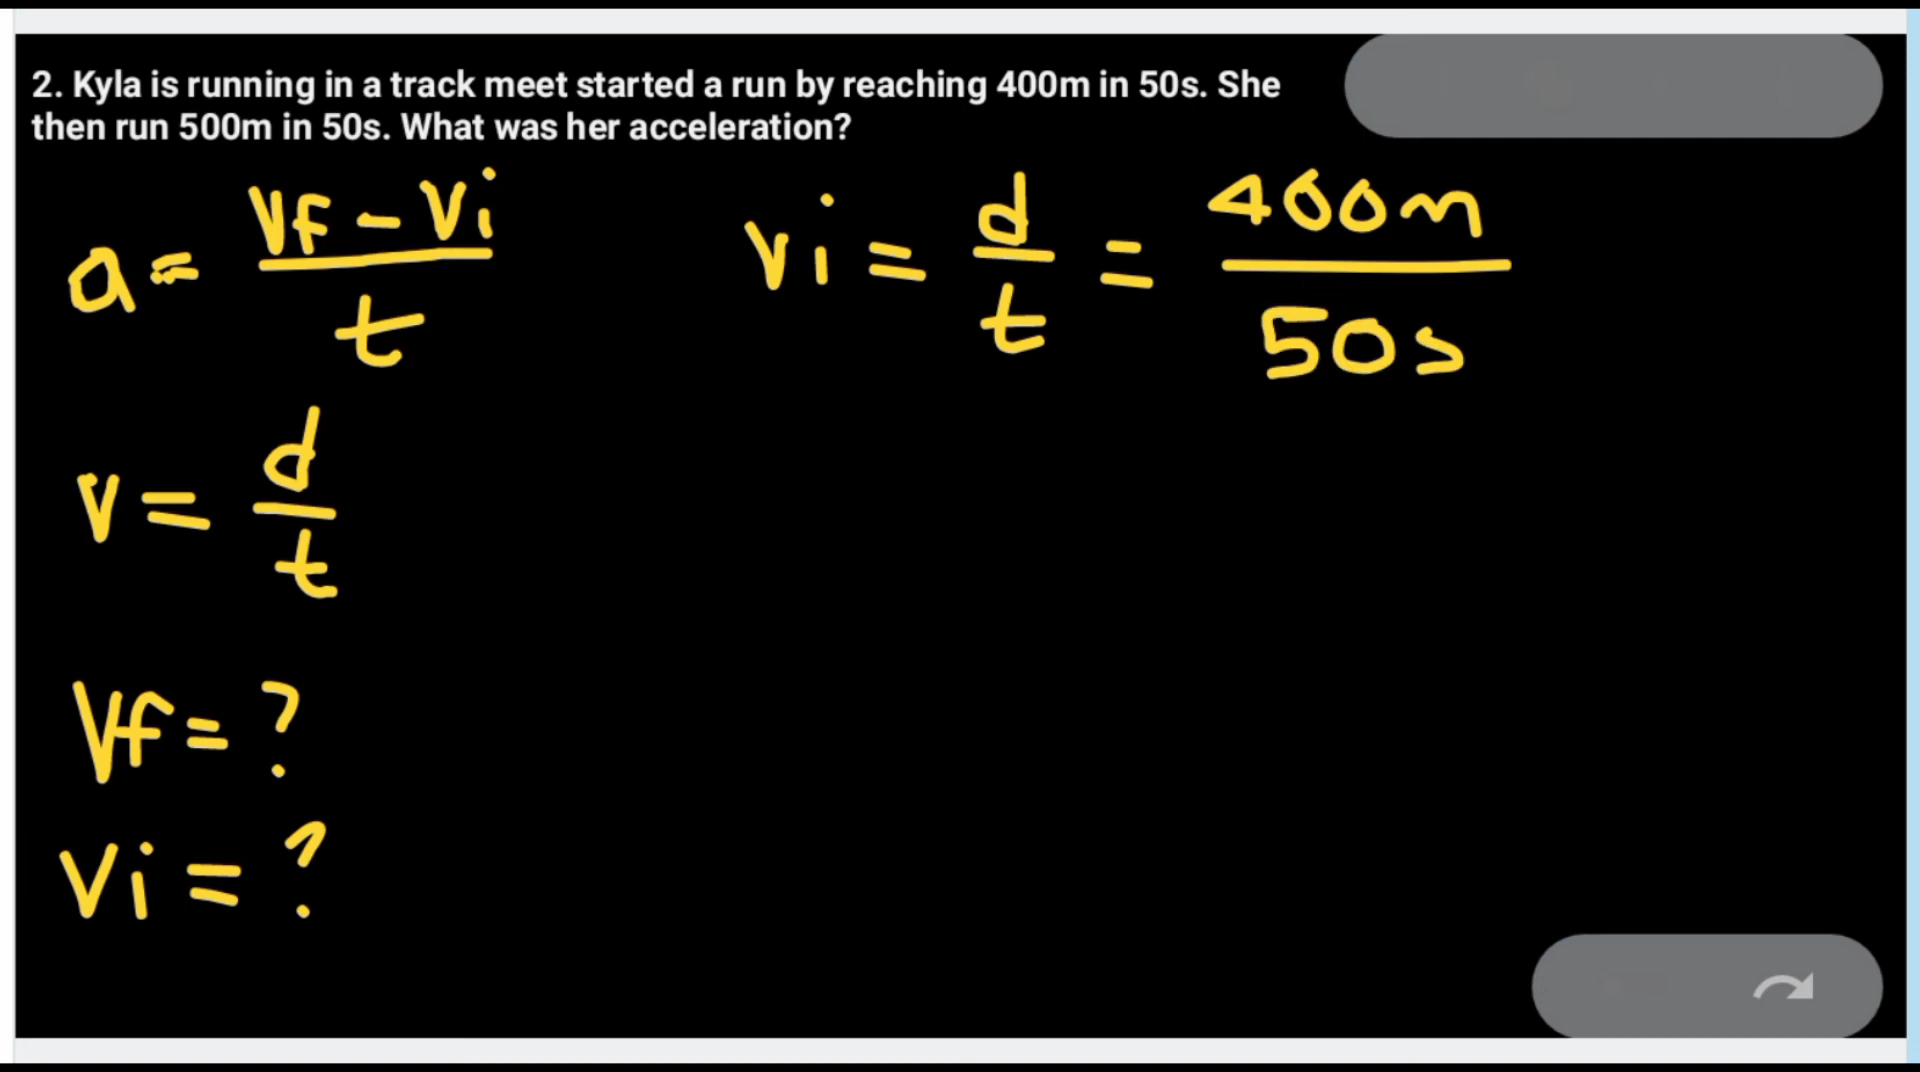 2. Kyla is running in a track meet started a run by reaching 400m in 50s. She
then run 500m in 50s. What was her acceleration?
a = Vf - Vi / t
Vi = d / t = 400m / 50s
V = d / t
Vf = ?
Vi = ?